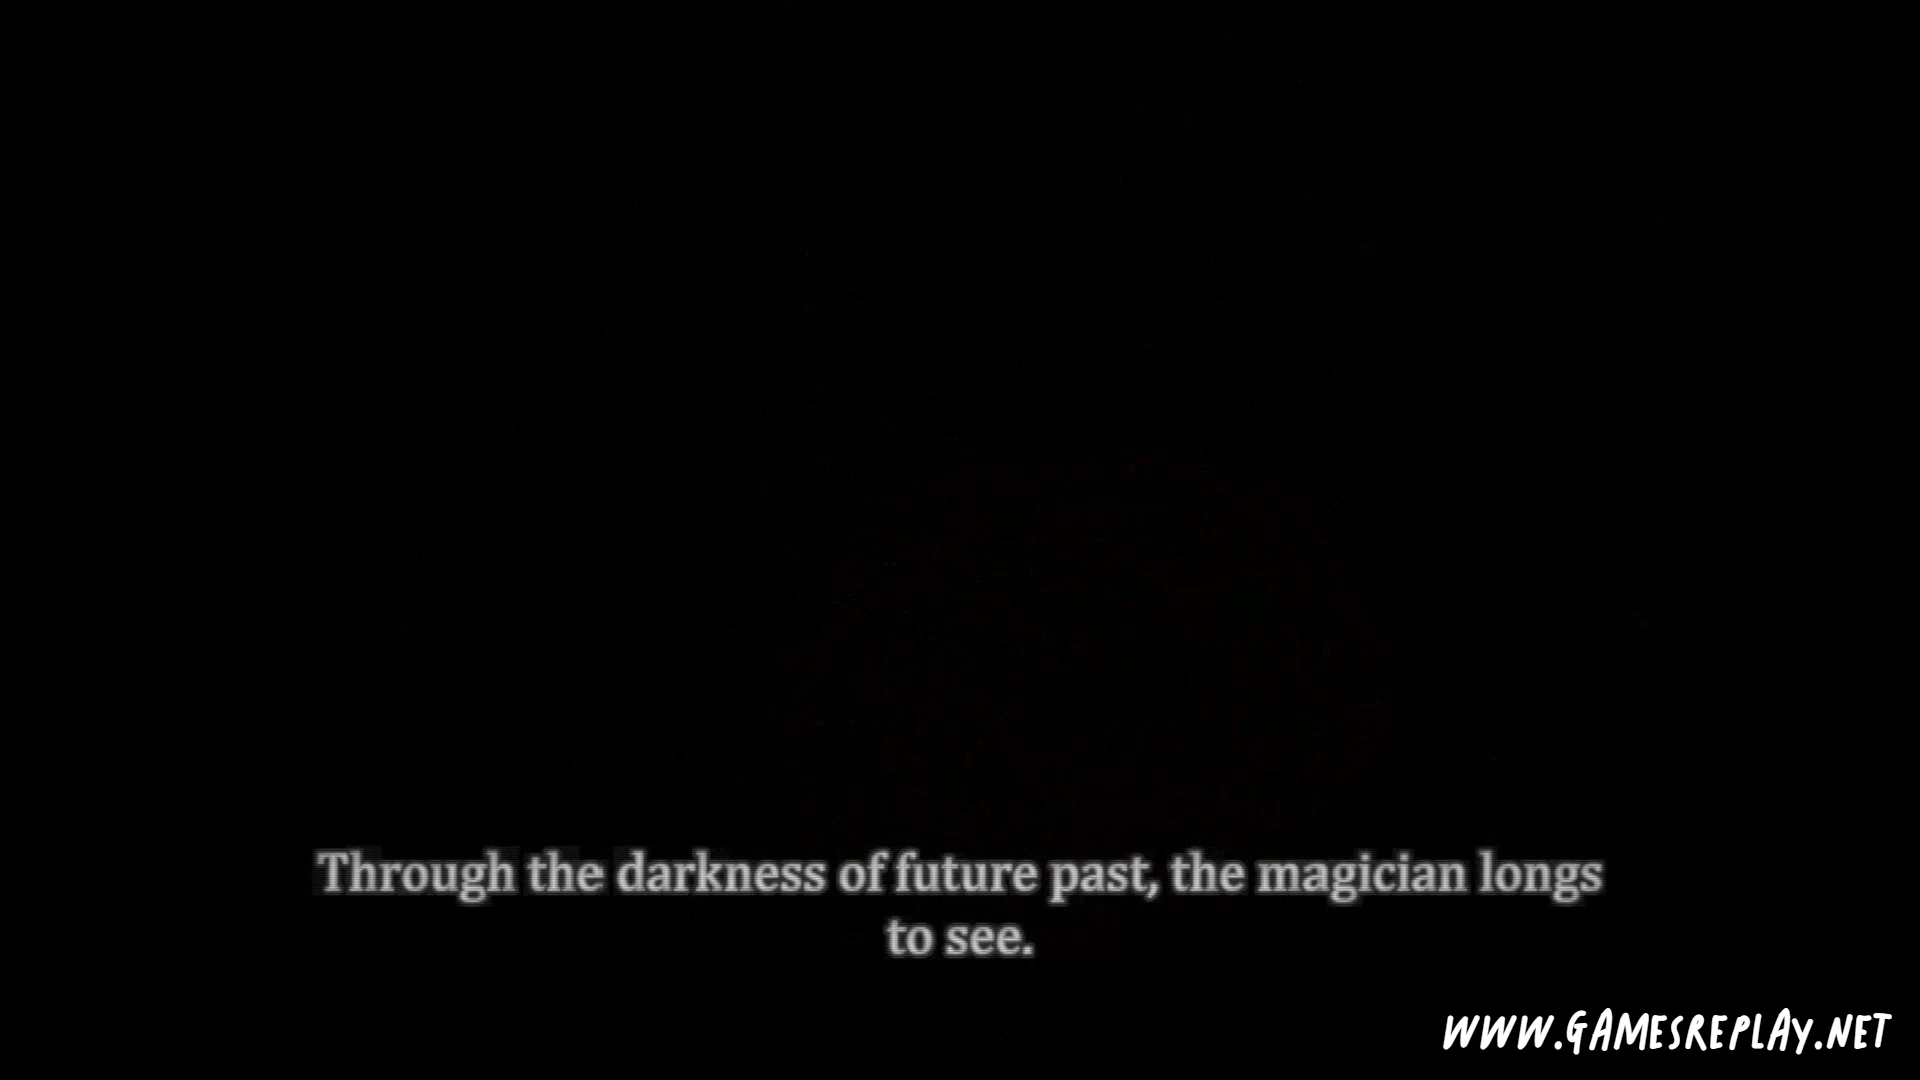 Through the darkness of future past, the magician longs
to see.
WWW.GAMESREPLAY.NET